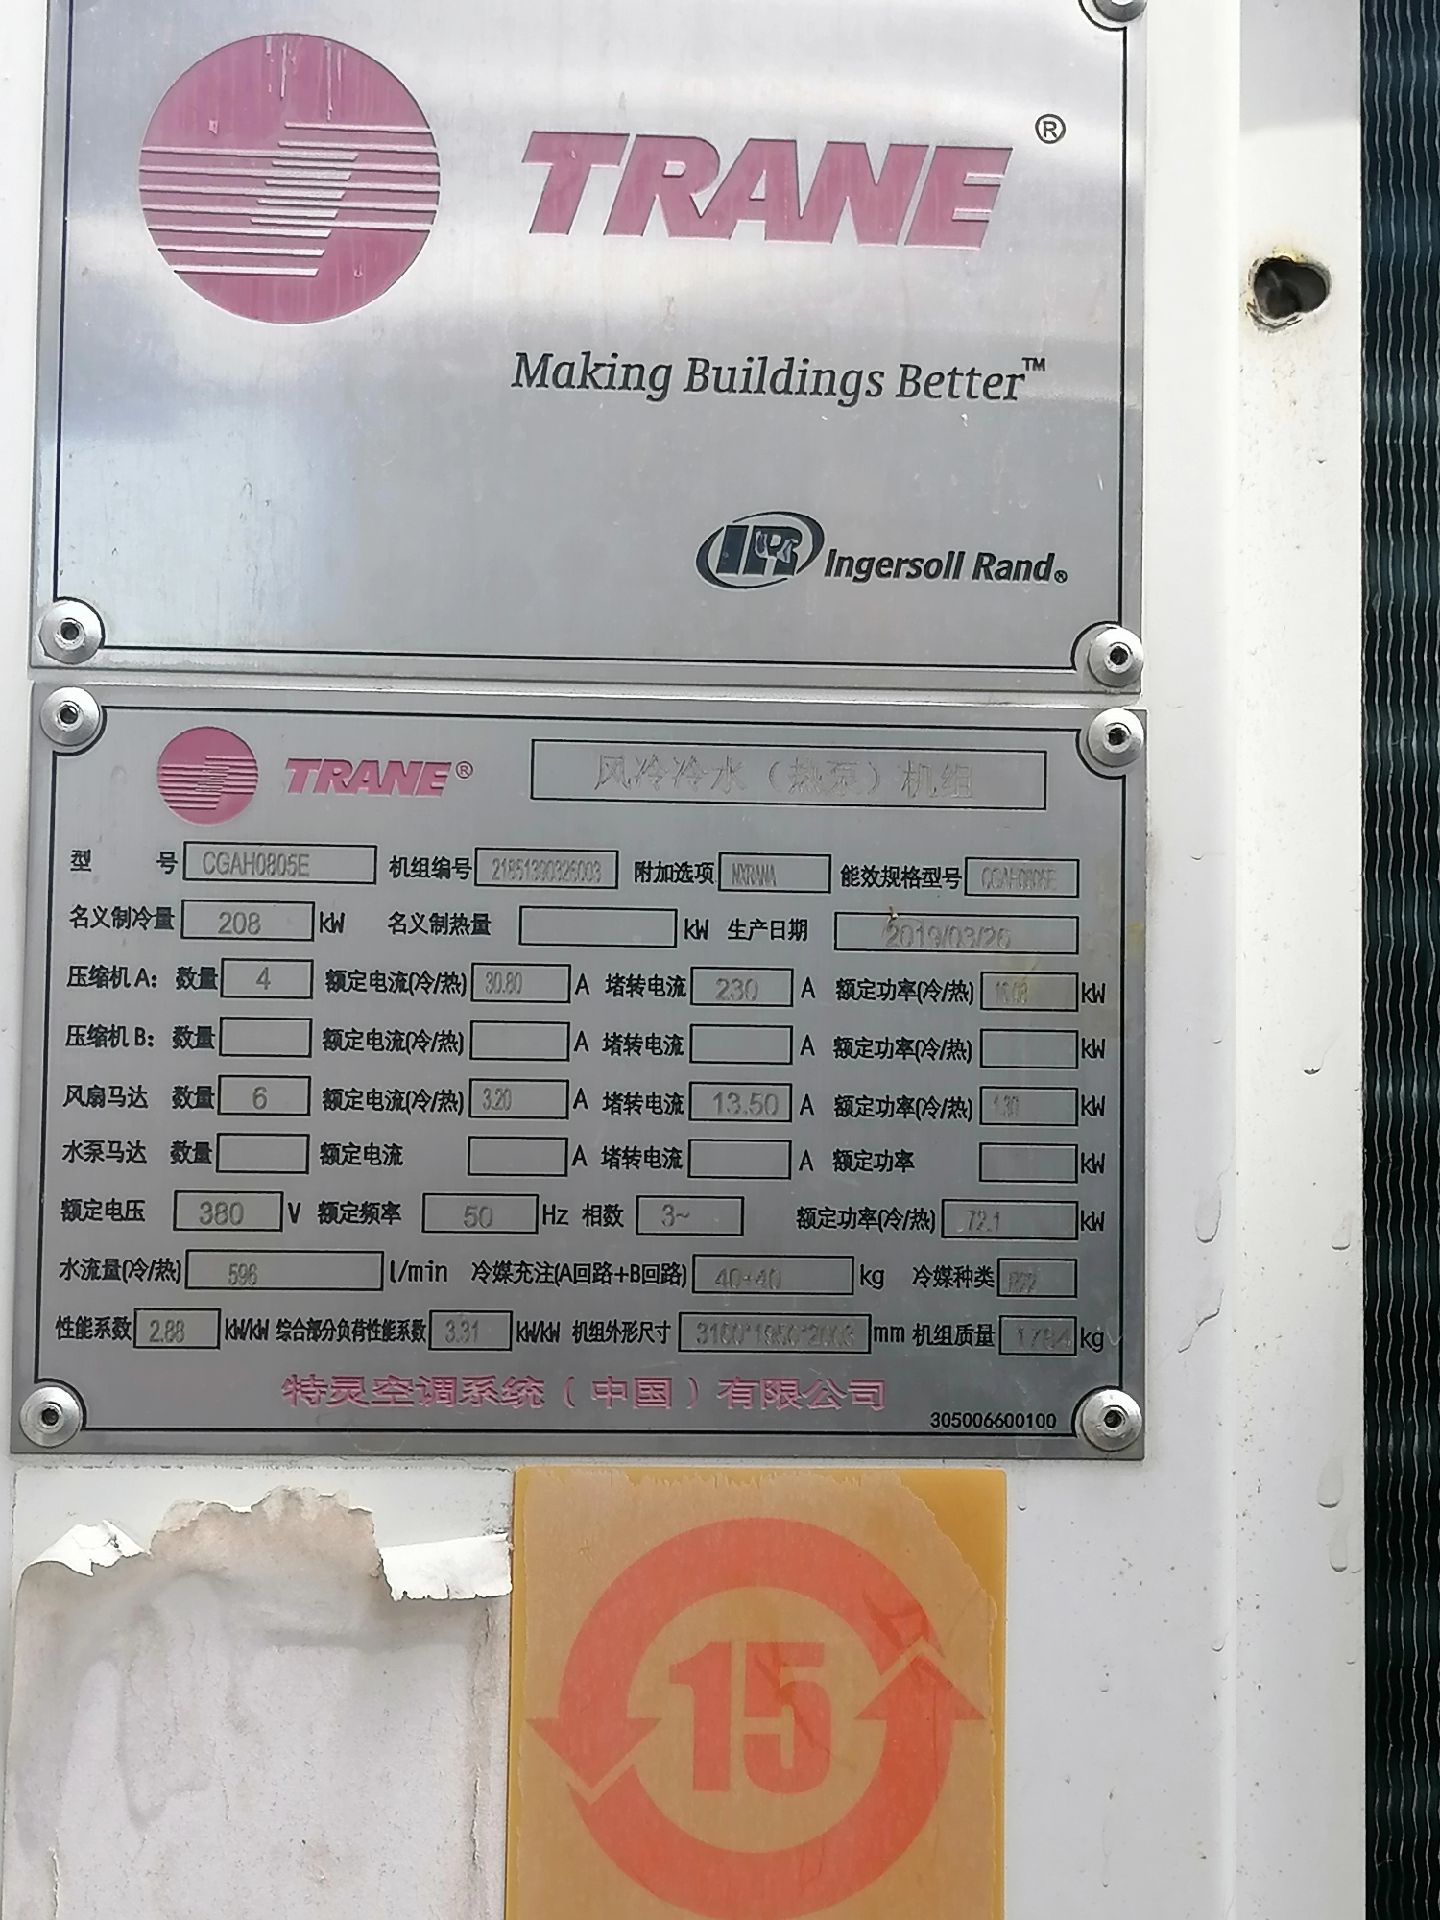 TRANE®
Making Buildings Better™
IR Ingersoll Rand®
TRANE® 风冷冷水（热泵）机组
型 号 CGAH0805E 机组编号 21851390326003 附加选项 能效规格型号 CGAH0805E
名义制冷量 208 kW 名义制热量 kW 生产日期 2019/03/26
压缩机A： 数量 4 额定电流(冷/热) 30.80 A 堵转电流 230 A 额定功率(冷/热) kW
压缩机B： 数量 额定电流(冷/热) A 堵转电流 A 额定功率(冷/热) kW
风扇马达 数量 6 额定电流(冷/热) 3.20 A 堵转电流 13.50 A 额定功率(冷/热) 1.30 kW
水泵马达 数量 额定电流 A 堵转电流 A 额定功率 kW
额定电压 380 V 额定频率 50 Hz 相数 3~ 额定功率(冷/热) 72.1 kW
水流量(冷/热) 596 l/min 冷媒充注(A回路+B回路) 40+40 kg 冷媒种类 R22
性能系数 2.88 kW/kW 综合部分负荷性能系数 3.31 kW/kW 机组外形尺寸 mm 机组质量 1784 kg
特灵空调系统（中国）有限公司
305006600100
15